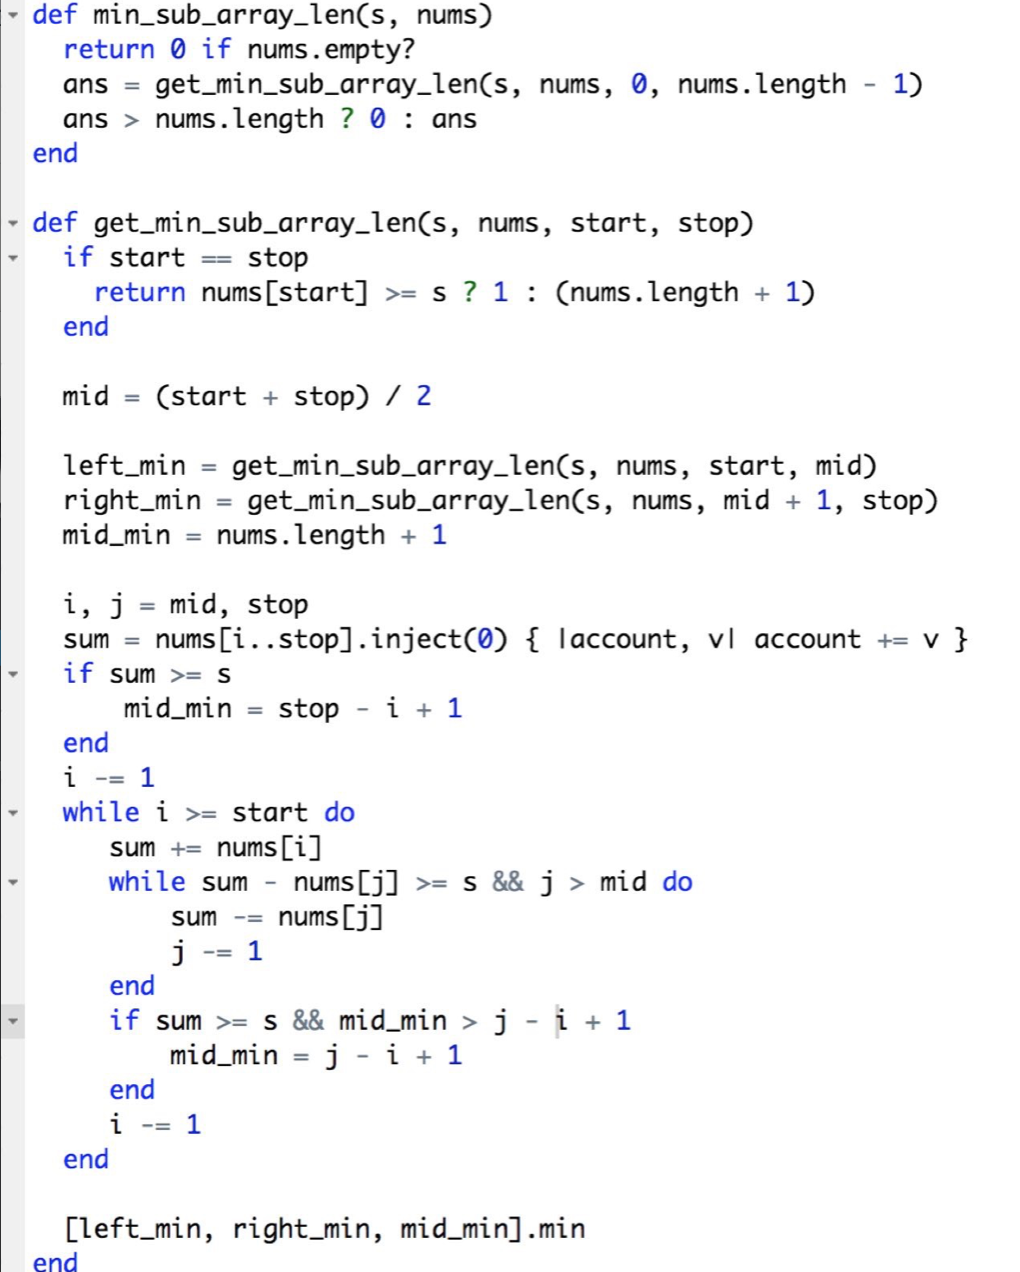 def min_sub_array_len(s, nums)
  return 0 if nums.empty?
  ans = get_min_sub_array_len(s, nums, 0, nums.length - 1)
  ans > nums.length ? 0 : ans
end

def get_min_sub_array_len(s, nums, start, stop)
  if start == stop
    return nums[start] >= s ? 1 : (nums.length + 1)
  end

  mid = (start + stop) / 2

  left_min = get_min_sub_array_len(s, nums, start, mid)
  right_min = get_min_sub_array_len(s, nums, mid + 1, stop)
  mid_min = nums.length + 1

  i, j = mid, stop
  sum = nums[i..stop].inject(0) { |account, v| account += v }
  if sum >= s
      mid_min = stop - i + 1
  end
  i -= 1
  while i >= start do
     sum += nums[i]
     while sum - nums[j] >= s && j > mid do
         sum -= nums[j]
         j -= 1
     end
     if sum >= s && mid_min > j - i + 1
         mid_min = j - i + 1
     end
     i -= 1
  end

  [left_min, right_min, mid_min].min
end